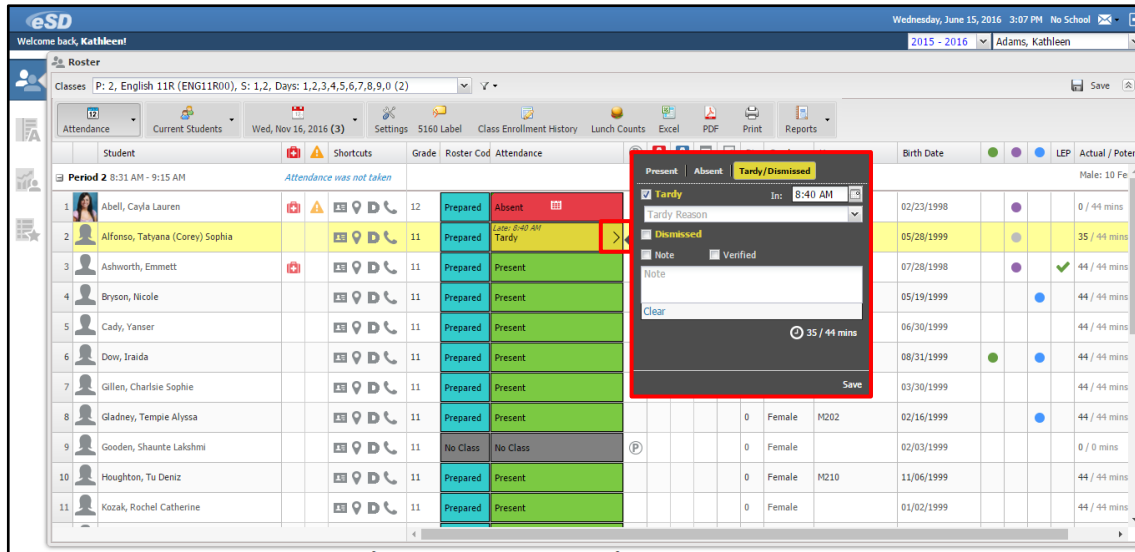 eSD
Wednesday, June 15, 2016 3:07 PM No School
Welcome back, Kathleen!
2015 - 2016 Adams, Kathleen
Roster
Classes P: 2, English 11R (ENG11R00), S: 1,2, Days: 1,2,3,4,5,6,7,8,9,0 (2) Save
12
Attendance Current Students Wed, Nov 16, 2016 (3) Settings 5160 Label Class Enrollment History Lunch Counts Excel PDF Print Reports
Student Shortcuts Grade Roster Cod Attendance Birth Date LEP Actual / Poter
Period 2 8:31 AM - 9:15 AM Attendance was not taken Male: 10 Fe
1 Abell, Cayla Lauren D 12 Prepared Absent 02/23/1998 0 / 44 mins
2 Alfonso, Tatyana (Corey) Sophia D 11 Prepared Late: 8:40 AM Tardy > 05/28/1999 35 / 44 mins
3 Ashworth, Emmett D 11 Prepared Present 07/28/1998 44 / 44 mins
4 Bryson, Nicole D 11 Prepared Present 05/19/1999 44 / 44 mins
5 Cady, Yanser D 11 Prepared Present 06/30/1999 44 / 44 mins
6 Dow, Iraida D 11 Prepared Present 08/31/1999 44 / 44 mins
7 Gillen, Charlsie Sophie D 11 Prepared Present 03/30/1999 44 / 44 mins
8 Gladney, Tempie Alyssa D 11 Prepared Present 0 Female M202 02/16/1999 44 / 44 mins
9 Gooden, Shaunte Lakshmi D 11 No Class No Class P 0 Female 02/03/1999 0 / 0 mins
10 Houghton, Tu Deniz D 11 Prepared Present 0 Female M210 11/06/1999 44 / 44 mins
11 Kozak, Rochel Catherine D 11 Prepared Present 0 Female 01/02/1999 44 / 44 mins
Present Absent Tardy/Dismissed
Tardy In: 8:40 AM
Tardy Reason
Dismissed
Note Verified
Note
Clear
35 / 44 mins
Save